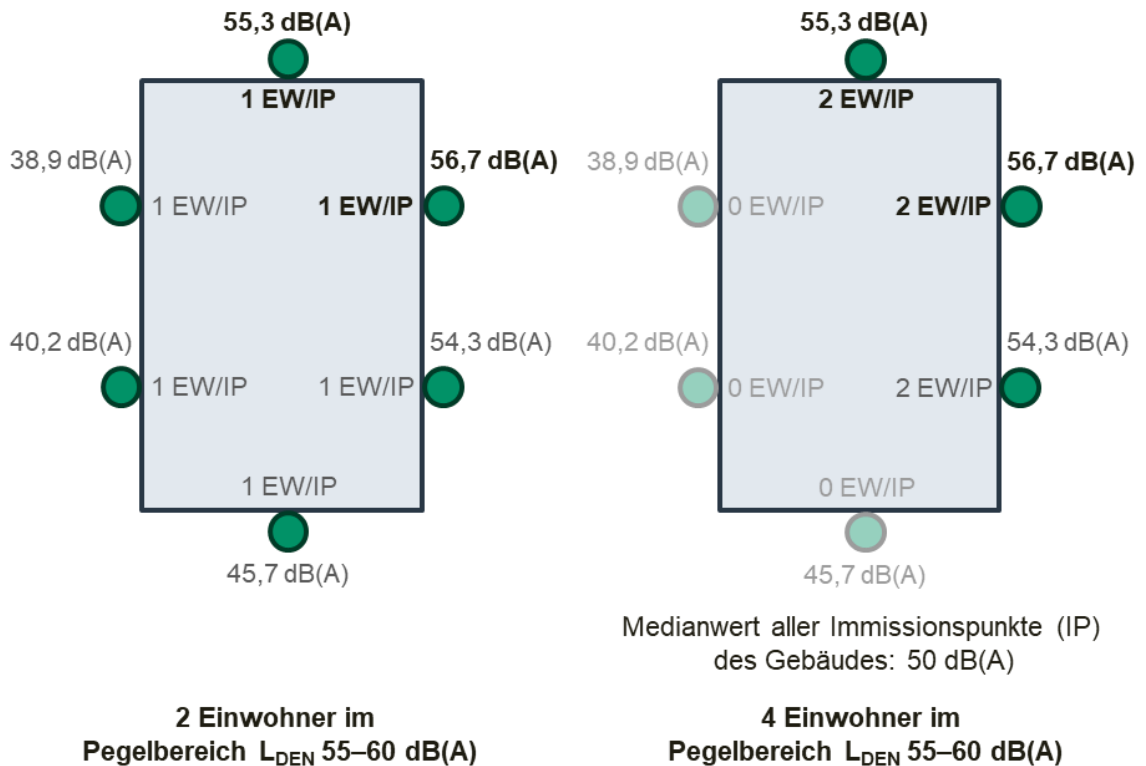 55,3 dB(A)
1 EW/IP
38,9 dB(A)
56,7 dB(A)
1 EW/IP
1 EW/IP
40,2 dB(A)
54,3 dB(A)
1 EW/IP
1 EW/IP
1 EW/IP
45,7 dB(A)
2 Einwohner im
Pegelbereich L_DEN 55–60 dB(A)
55,3 dB(A)
2 EW/IP
38,9 dB(A)
56,7 dB(A)
0 EW/IP
2 EW/IP
40,2 dB(A)
54,3 dB(A)
0 EW/IP
2 EW/IP
0 EW/IP
45,7 dB(A)
Medianwert aller Immissionspunkte (IP)
des Gebäudes: 50 dB(A)
4 Einwohner im
Pegelbereich L_DEN 55–60 dB(A)